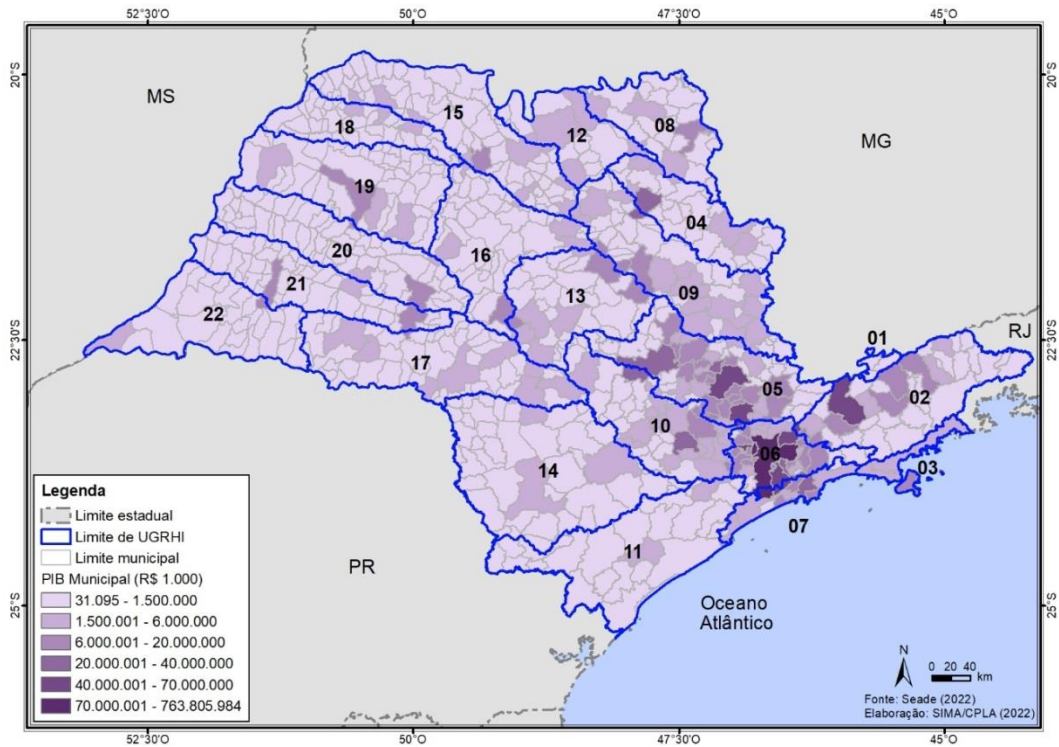 52°30'O 50°O 47°30'O 45°O
20°S 20°S
MS
MG
15
18
12
08
19
04
20
16
21
13
09
22
22°30'S 22°30'S
17
01
RJ
02
05
10
06
03
14
07
11
PR
25°S 25°S
Oceano
Atlântico
Legenda
Limite estadual
Limite de UGRHI
Limite municipal
PIB Municipal (R$ 1.000)
31.095 - 1.500.000
1.500.001 - 6.000.000
6.000.001 - 20.000.000
20.000.001 - 40.000.000
40.000.001 - 70.000.000
70.000.001 - 763.805.984
N
0 20 40
km
Fonte: Seade (2022)
Elaboração: SIMA/CPLA (2022)
52°30'O 50°O 47°30'O 45°O